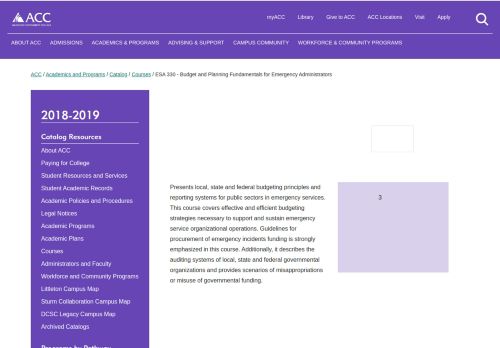 ACC
myACC Library Give to ACC ACC Locations Visit Apply
ABOUT ACC ADMISSIONS ACADEMICS & PROGRAMS ADVISING & SUPPORT CAMPUS COMMUNITY WORKFORCE & COMMUNITY PROGRAMS
ACC / Academics and Programs / Catalog / Courses / ESA 330 - Budget and Planning Fundamentals for Emergency Administrators
2018-2019
Catalog Resources
About ACC
Paying for College
Student Resources and Services
Student Academic Records
Academic Policies and Procedures
Legal Notices
Academic Programs
Academic Plans
Courses
Administrators and Faculty
Workforce and Community Programs
Littleton Campus Map
Sturm Collaboration Campus Map
DCSC Legacy Campus Map
Archived Catalogs
Programs by Pathway
Presents local, state and federal budgeting principles and
reporting systems for public sectors in emergency services.
This course covers effective and efficient budgeting
strategies necessary to support and sustain emergency
service organizational operations. Guidelines for
procurement of emergency incidents funding is strongly
emphasized in this course. Additionally, it describes the
auditing systems of local, state and federal governmental
organizations and provides scenarios of misappropriations
or misuse of governmental funding.
3